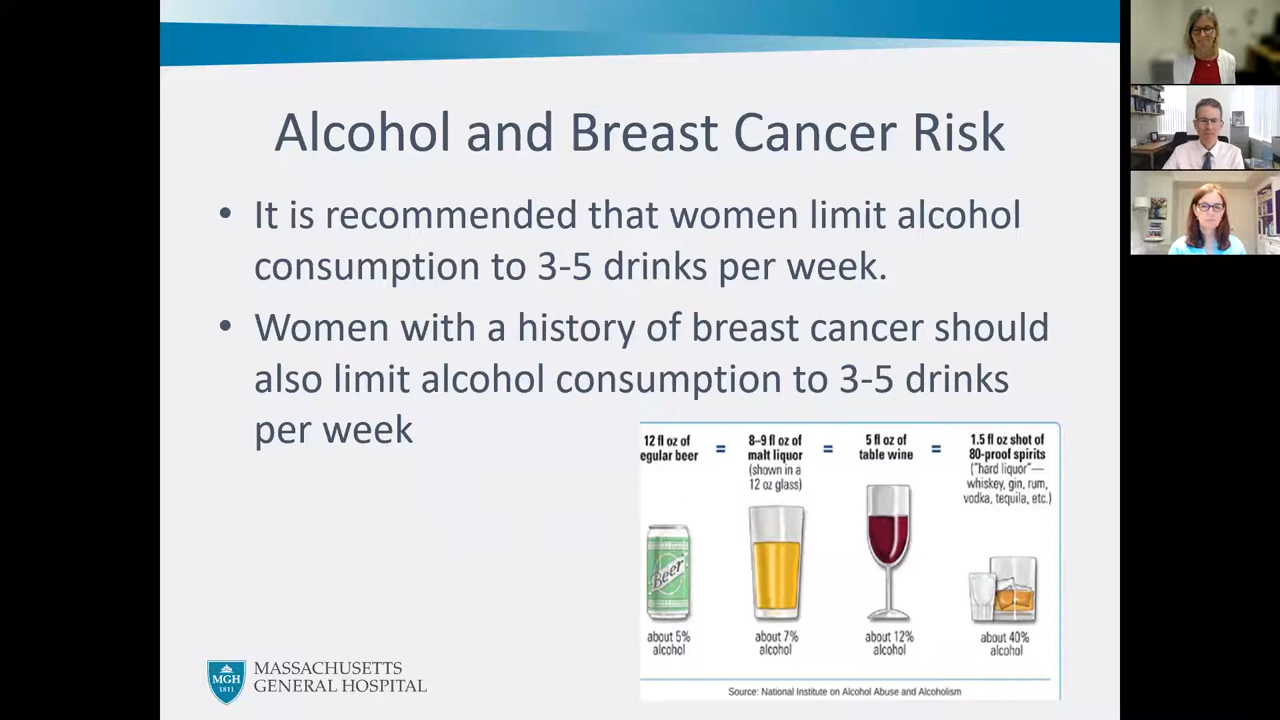 Alcohol and Breast Cancer Risk
• It is recommended that women limit alcohol
consumption to 3-5 drinks per week.
• Women with a history of breast cancer should
also limit alcohol consumption to 3-5 drinks
per week
12 fl oz of
egular beer
=
8–9 fl oz of
malt liquor
(shown in a
12 oz glass)
=
5 fl oz of
table wine
=
1.5 fl oz shot of
80-proof spirits
("hard liquor"—
whiskey, gin, rum,
vodka, tequila, etc.)
Beer
about 5%
alcohol
about 7%
alcohol
about 12%
alcohol
about 40%
alcohol
Source: National Institute on Alcohol Abuse and Alcoholism
MGH
1811
MASSACHUSETTS
GENERAL HOSPITAL